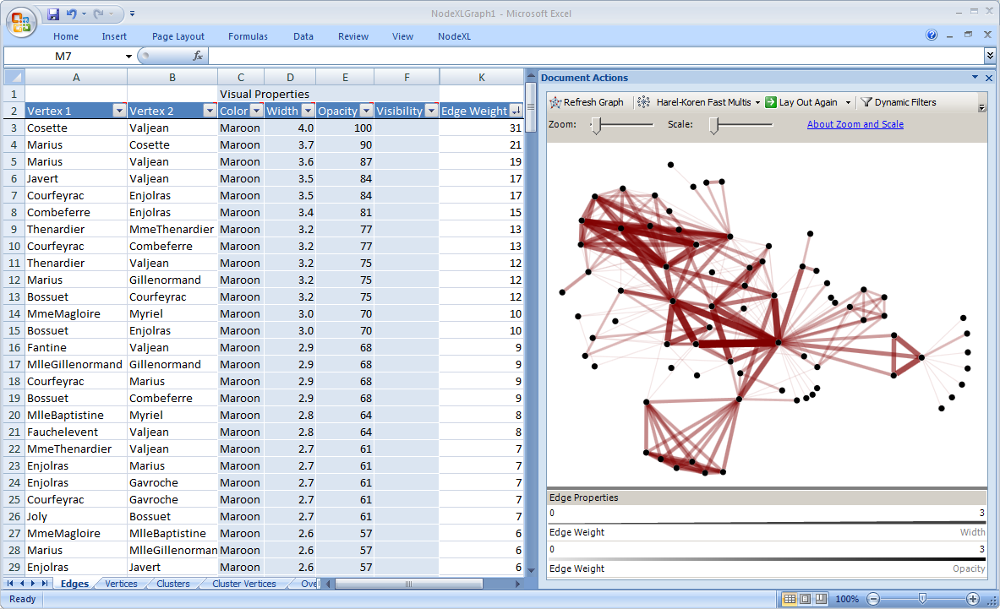 NodeXLGraph1 - Microsoft Excel
Home Insert Page Layout Formulas Data Review View NodeXL
M7 fx
Document Actions
A B C D E F K
1 Visual Properties
2 Vertex 1 Vertex 2 Color Width Opacity Visibility Edge Weight
3 Cosette Valjean Maroon 4.0 100 31
4 Marius Cosette Maroon 3.7 90 21
5 Marius Valjean Maroon 3.6 87 19
6 Javert Valjean Maroon 3.5 84 17
7 Courfeyrac Enjolras Maroon 3.5 84 17
8 Combeferre Enjolras Maroon 3.4 81 15
9 Thenardier MmeThenardier Maroon 3.2 77 13
10 Courfeyrac Combeferre Maroon 3.2 77 13
11 Thenardier Valjean Maroon 3.2 75 12
12 Marius Gillenormand Maroon 3.2 75 12
13 Bossuet Courfeyrac Maroon 3.2 75 12
14 MmeMagloire Myriel Maroon 3.0 70 10
15 Bossuet Enjolras Maroon 3.0 70 10
16 Fantine Valjean Maroon 2.9 68 9
17 MlleGillenormand Gillenormand Maroon 2.9 68 9
18 Courfeyrac Marius Maroon 2.9 68 9
19 Bossuet Combeferre Maroon 2.9 68 9
20 MlleBaptistine Myriel Maroon 2.8 64 8
21 Fauchelevent Valjean Maroon 2.8 64 8
22 MmeThenardier Valjean Maroon 2.7 61 7
23 Enjolras Marius Maroon 2.7 61 7
24 Enjolras Gavroche Maroon 2.7 61 7
25 Courfeyrac Gavroche Maroon 2.7 61 7
26 Joly Bossuet Maroon 2.7 61 7
27 MmeMagloire MlleBaptistine Maroon 2.6 57 6
28 Marius MlleGillenorman Maroon 2.6 57 6
29 Enjolras Javert Maroon 2.6 57 6
Refresh Graph Harel-Koren Fast Multis Lay Out Again Dynamic Filters
Zoom: Scale: About Zoom and Scale
Edge Properties
0 3
Edge Weight Width
0 3
Edge Weight Opacity
Edges Vertices Clusters Cluster Vertices Ove
Ready 100%